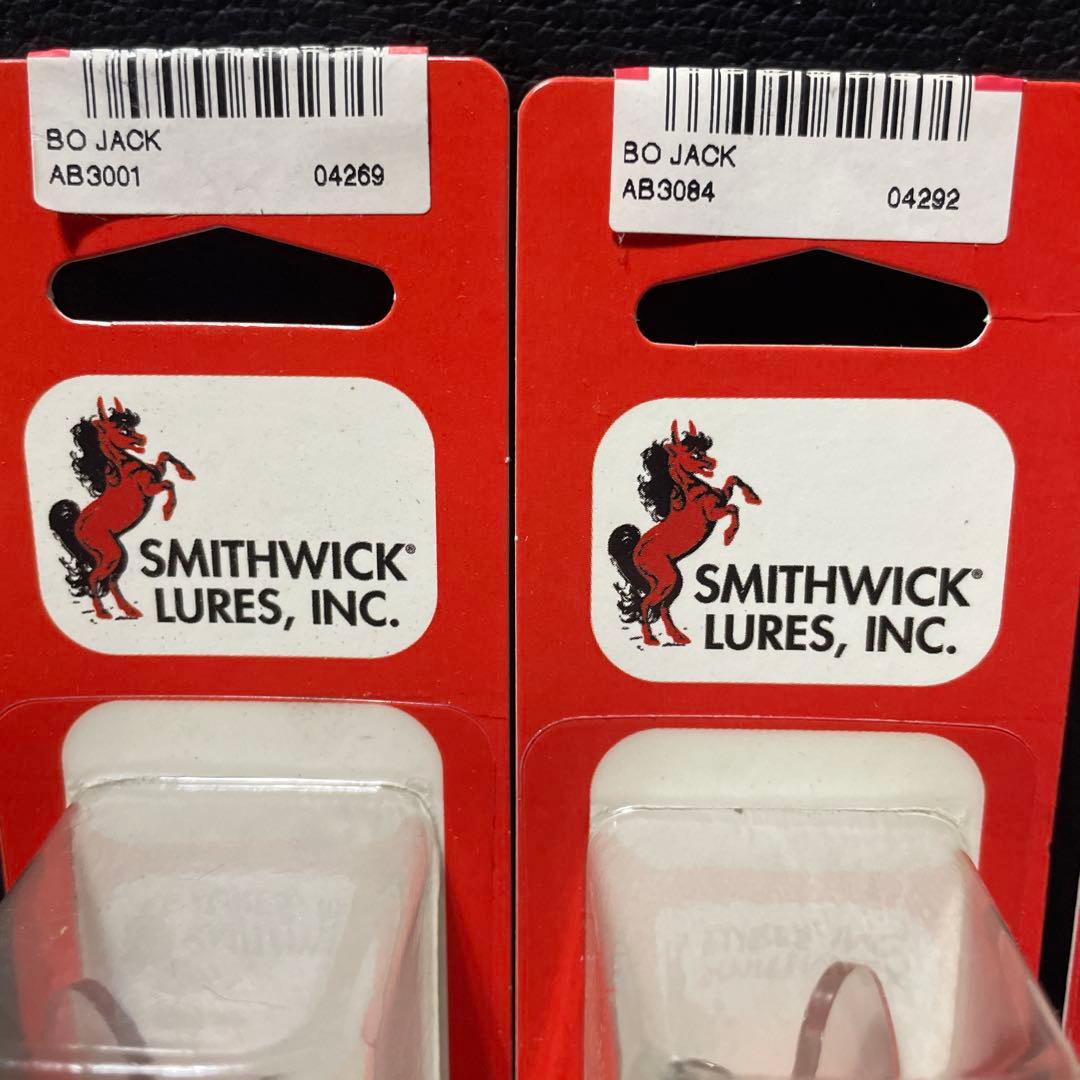 BO JACK
AB3001 04269
SMITHWICK®
LURES, INC.
BO JACK
AB3084 04292
SMITHWICK®
LURES, INC.